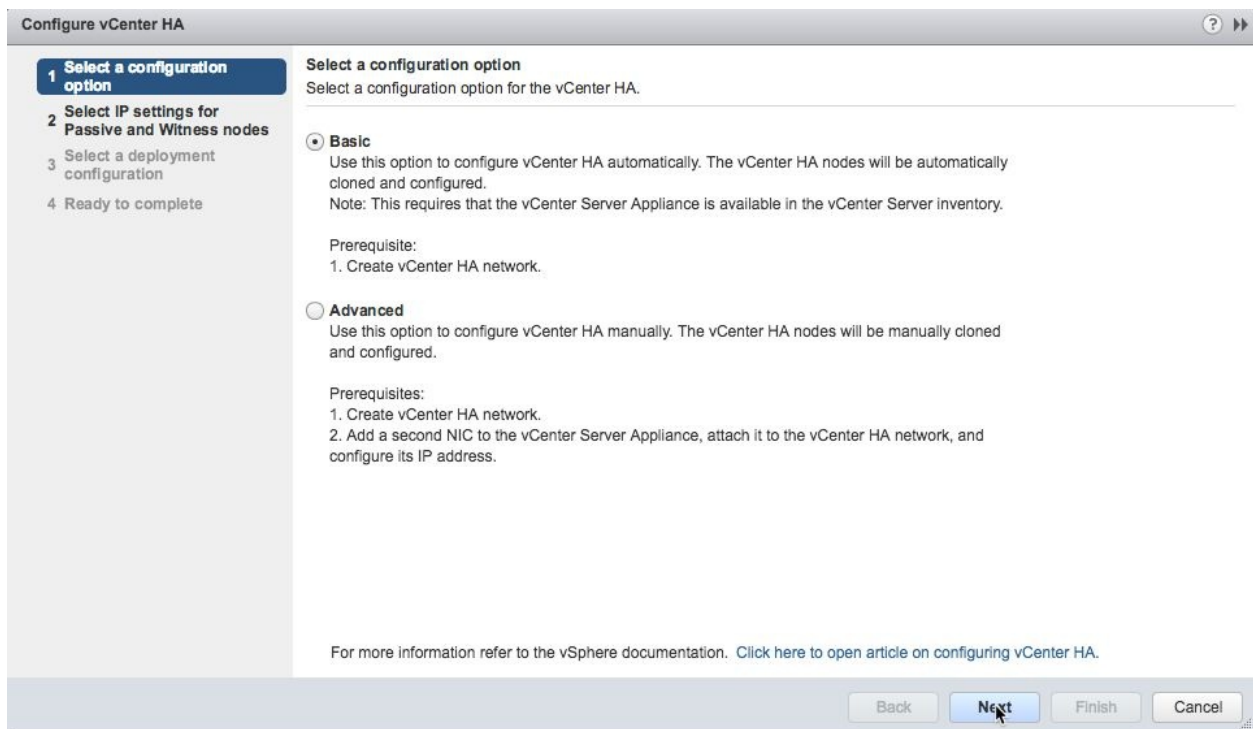 Configure vCenter HA
?
1 Select a configuration
option
2 Select IP settings for
Passive and Witness nodes
3 Select a deployment
configuration
4 Ready to complete
Select a configuration option
Select a configuration option for the vCenter HA.
Basic
Use this option to configure vCenter HA automatically. The vCenter HA nodes will be automatically
cloned and configured.
Note: This requires that the vCenter Server Appliance is available in the vCenter Server inventory.
Prerequisite:
1. Create vCenter HA network.
Advanced
Use this option to configure vCenter HA manually. The vCenter HA nodes will be manually cloned
and configured.
Prerequisites:
1. Create vCenter HA network.
2. Add a second NIC to the vCenter Server Appliance, attach it to the vCenter HA network, and
configure its IP address.
For more information refer to the vSphere documentation. Click here to open article on configuring vCenter HA.
Back Next Finish Cancel